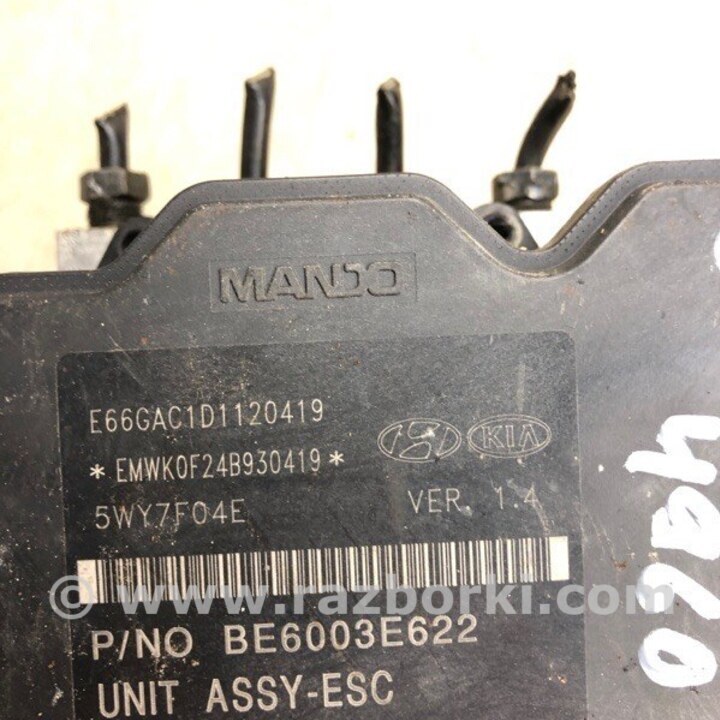 MANDO
E66GAC1D1120419
*EMWK0F24B930419*
KIA
5WY7F04E VER. 1.4
© www.razborki.com
P/NO BE6003E622
UNIT ASSY-ESC